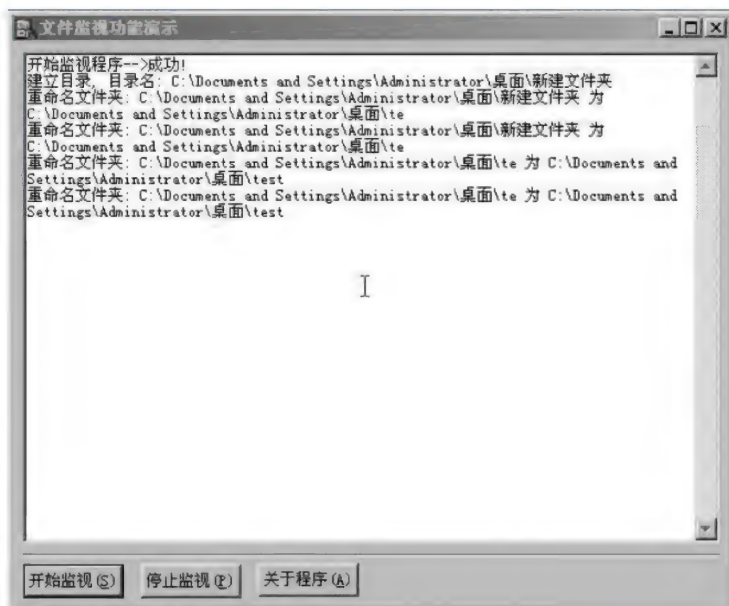 文件监视功能演示
开始监视程序-->成功!
建立目录, 目录名: C:\Documents and Settings\Administrator\桌面\新建文件夹
重命名文件夹: C:\Documents and Settings\Administrator\桌面\新建文件夹 为
C:\Documents and Settings\Administrator\桌面\te
重命名文件夹: C:\Documents and Settings\Administrator\桌面\新建文件夹 为
C:\Documents and Settings\Administrator\桌面\te
重命名文件夹: C:\Documents and Settings\Administrator\桌面\te 为 C:\Documents and
Settings\Administrator\桌面\test
重命名文件夹: C:\Documents and Settings\Administrator\桌面\te 为 C:\Documents and
Settings\Administrator\桌面\test
开始监视(S) 停止监视(P) 关于程序(A)